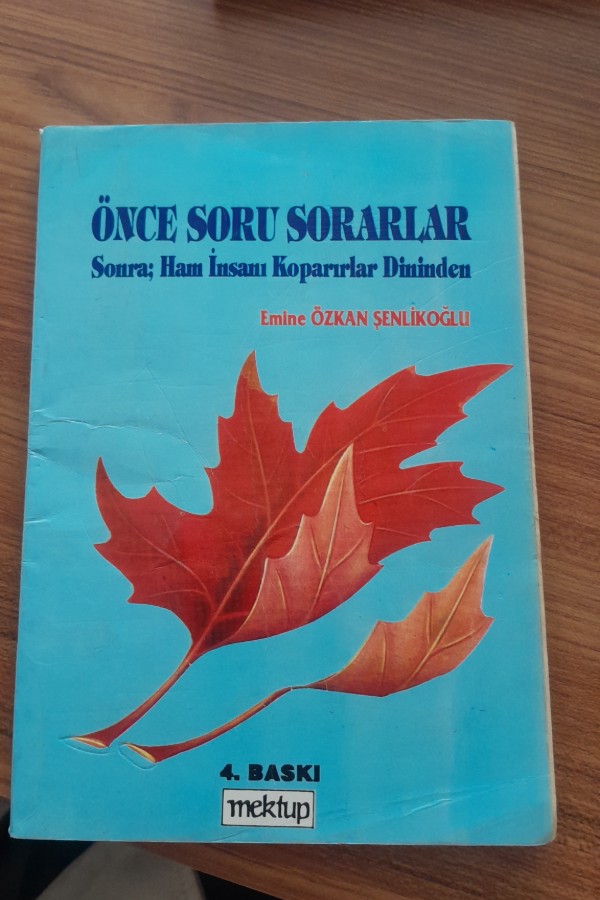 ÖNCE SORU SORARLAR
Sonra; Ham İnsanı Koparırlar Dininden
Emine ÖZKAN ŞENLİKOĞLU
4. BASKI
mektup